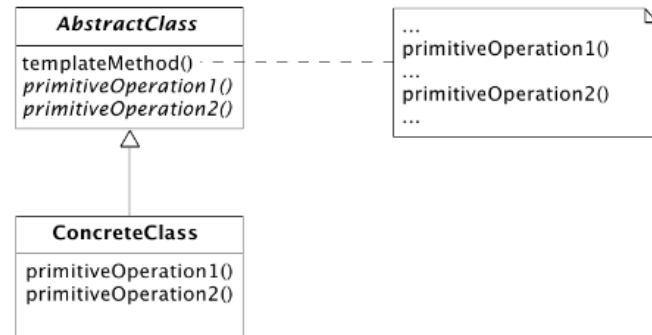 AbstractClass
templateMethod()
primitiveOperation1()
primitiveOperation2()
...
primitiveOperation1()
...
primitiveOperation2()
...
ConcreteClass
primitiveOperation1()
primitiveOperation2()